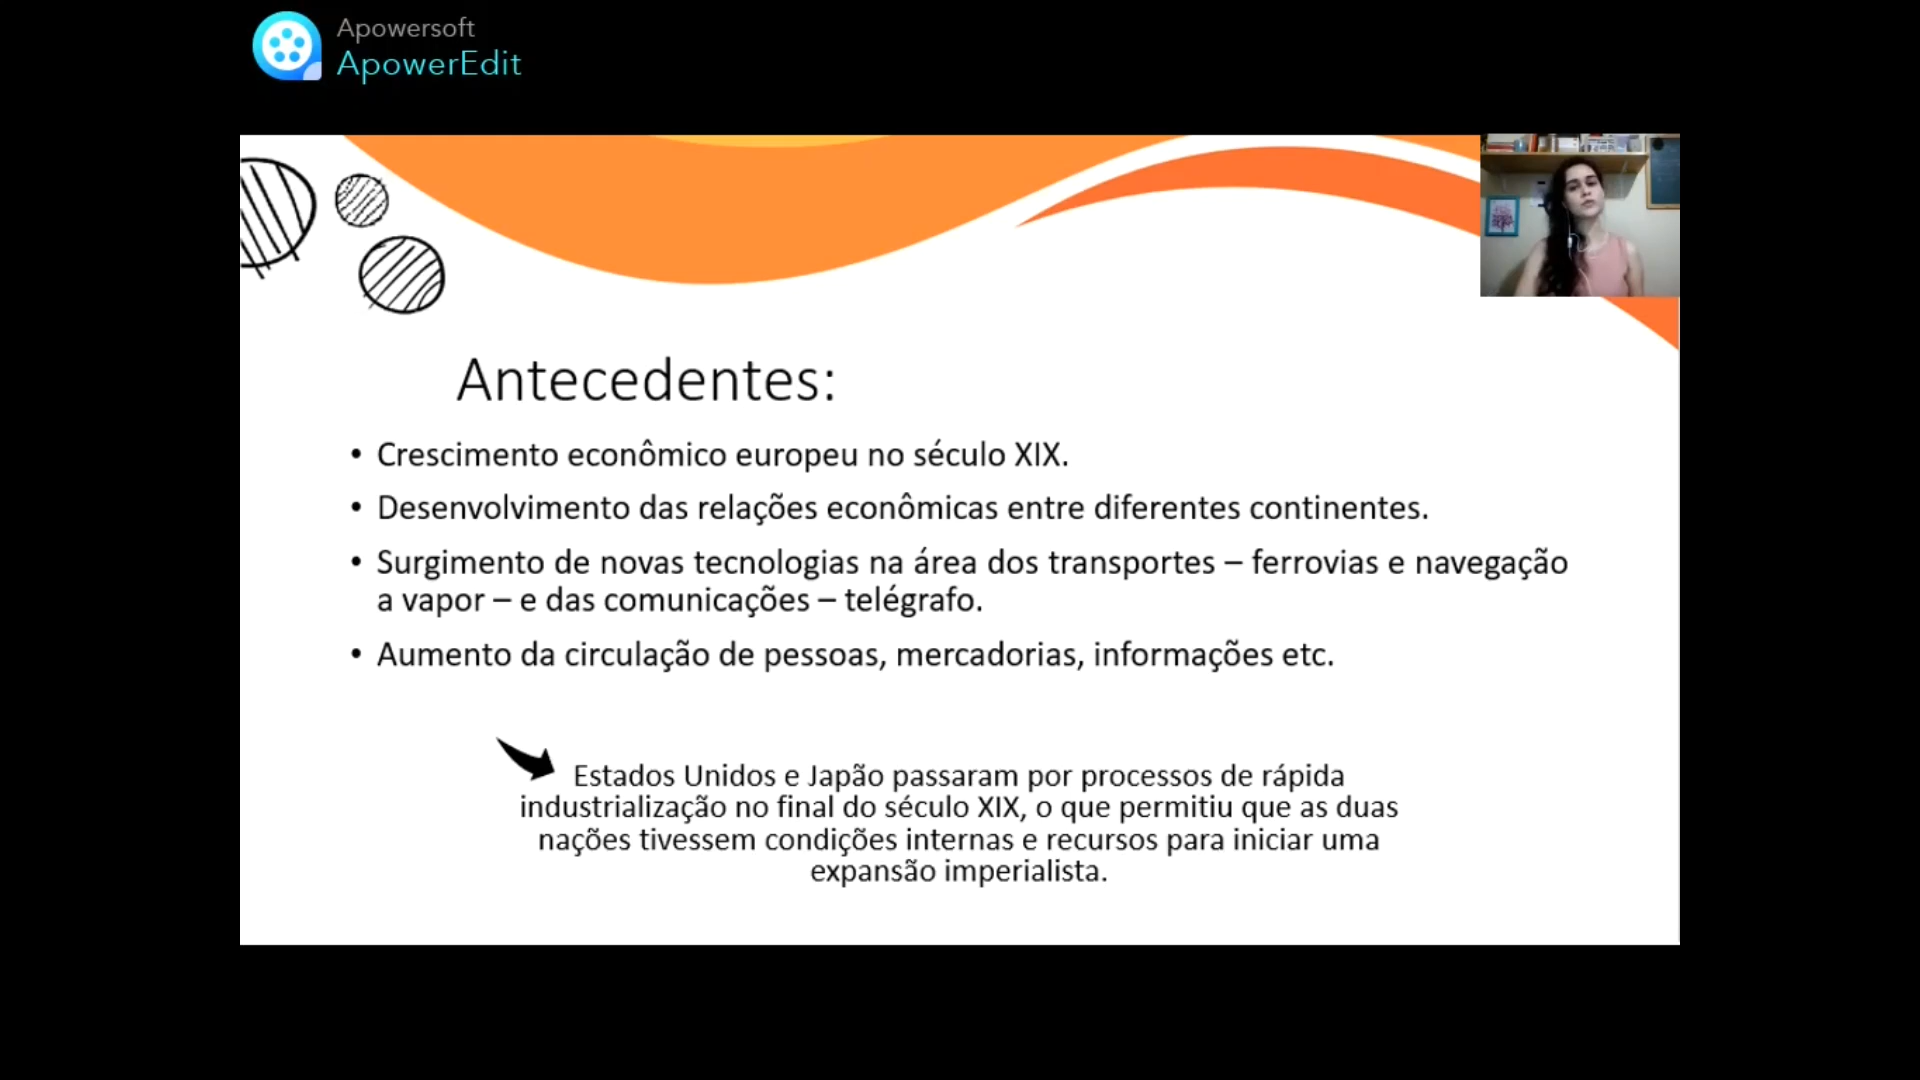 Apowersoft
ApowerEdit
Antecedentes:
• Crescimento econômico europeu no século XIX.
• Desenvolvimento das relações econômicas entre diferentes continentes.
• Surgimento de novas tecnologias na área dos transportes – ferrovias e navegação
a vapor – e das comunicações – telégrafo.
• Aumento da circulação de pessoas, mercadorias, informações etc.
Estados Unidos e Japão passaram por processos de rápida
industrialização no final do século XIX, o que permitiu que as duas
nações tivessem condições internas e recursos para iniciar uma
expansão imperialista.